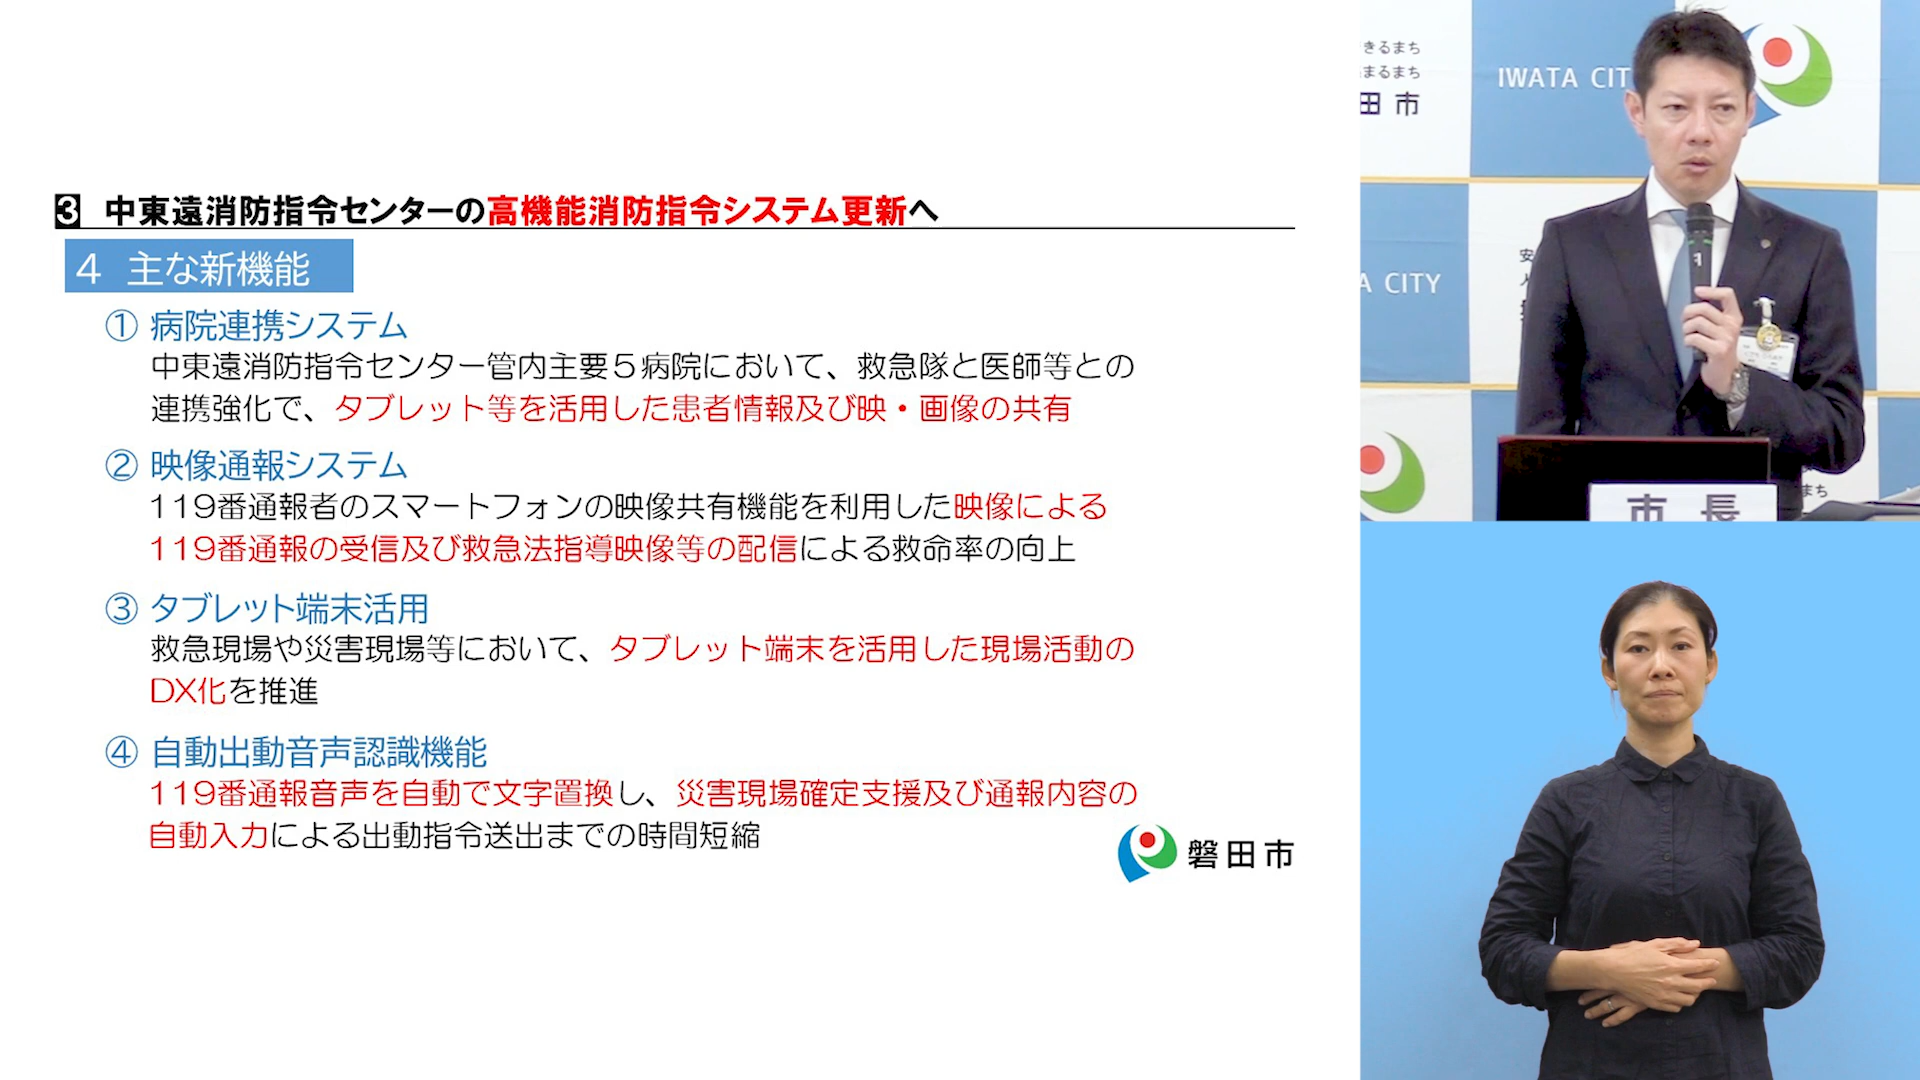 3 中東遠消防指令センターの高機能消防指令システム更新へ
4 主な新機能
① 病院連携システム
中東遠消防指令センター管内主要5病院において、救急隊と医師等との
連携強化で、タブレット等を活用した患者情報及び映・画像の共有
② 映像通報システム
119番通報者のスマートフォンの映像共有機能を利用した映像による
119番通報の受信及び救急法指導映像等の配信による救命率の向上
③ タブレット端末活用
救急現場や災害現場等において、タブレット端末を活用した現場活動の
DX化を推進
④ 自動出動音声認識機能
119番通報音声を自動で文字置換し、災害現場確定支援及び通報内容の
自動入力による出動指令送出までの時間短縮
磐田市
きるまち
まるまち
田市
IWATA CIT
A CITY
安
まち
市長